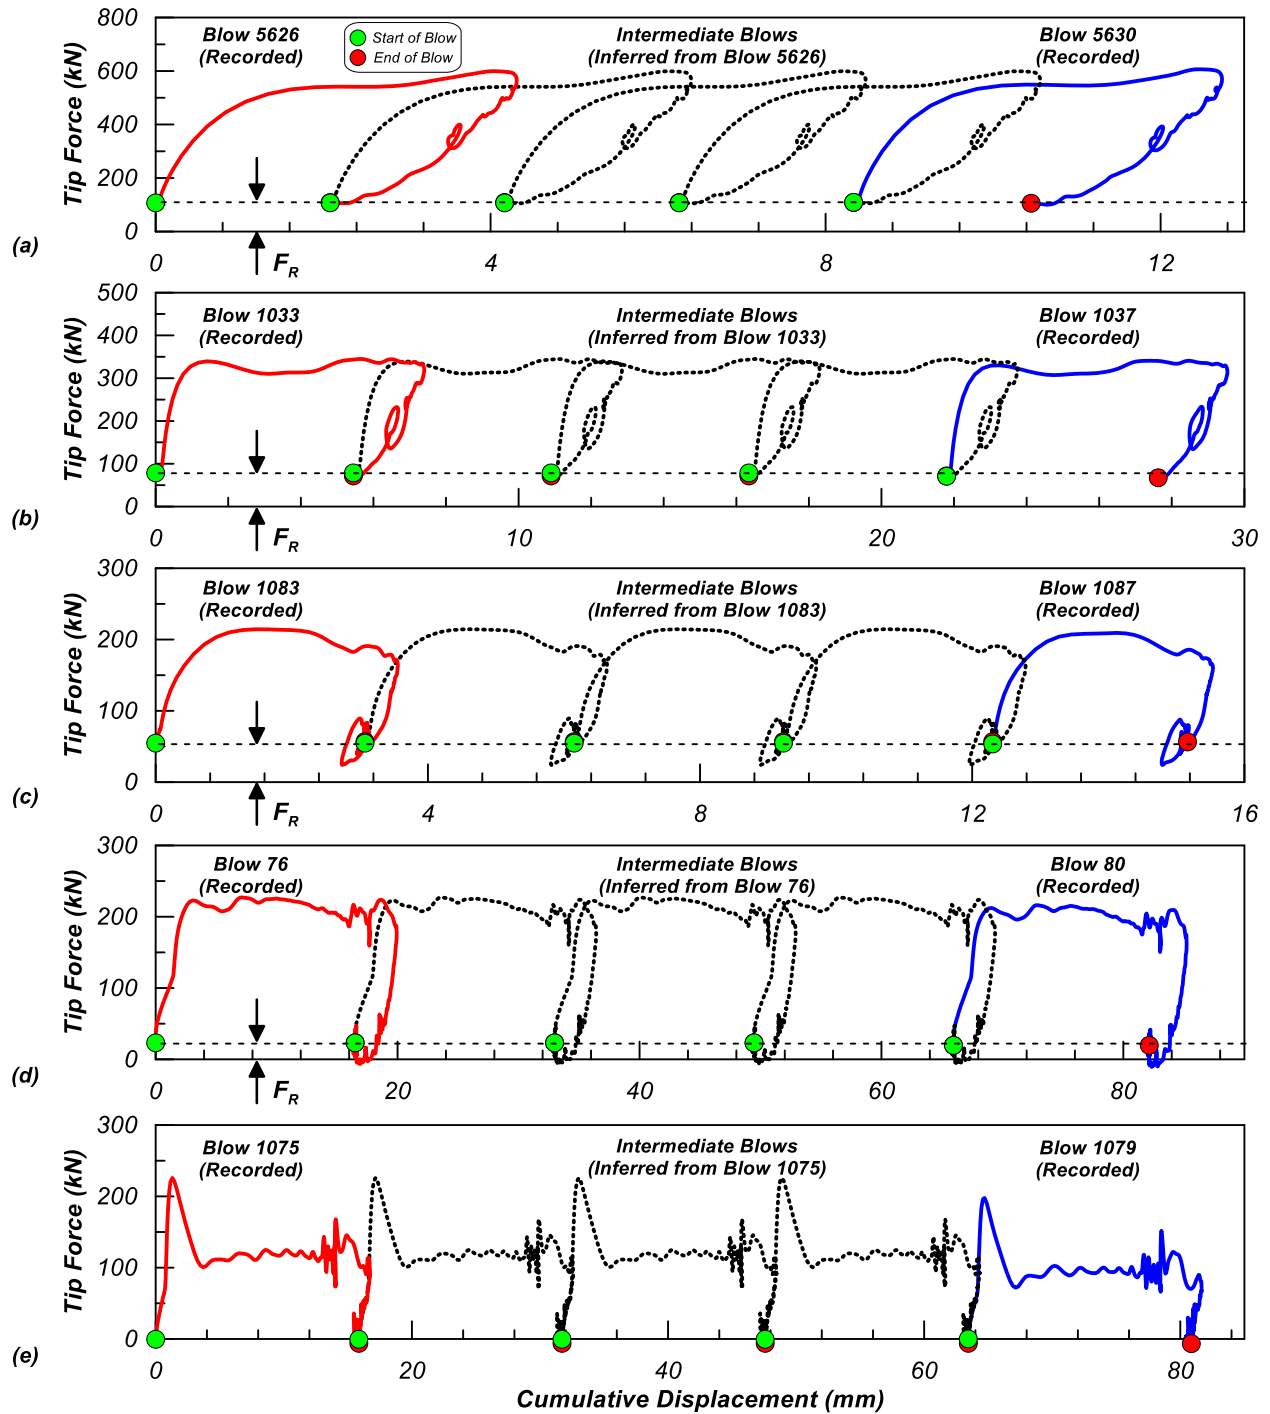 800
600
400
200
0
Tip Force (kN)
Blow 5626
(Recorded)
Start of Blow
End of Blow
Intermediate Blows
(Inferred from Blow 5626)
Blow 5630
(Recorded)
(a)
F_R
0 4 8 12
500
400
300
200
100
0
Tip Force (kN)
Blow 1033
(Recorded)
Intermediate Blows
(Inferred from Blow 1033)
Blow 1037
(Recorded)
(b)
F_R
0 10 20 30
300
200
100
0
Tip Force (kN)
Blow 1083
(Recorded)
Intermediate Blows
(Inferred from Blow 1083)
Blow 1087
(Recorded)
(c)
F_R
0 4 8 12 16
300
200
100
0
Tip Force (kN)
Blow 76
(Recorded)
Intermediate Blows
(Inferred from Blow 76)
Blow 80
(Recorded)
(d)
F_R
0 20 40 60 80
300
200
100
0
Tip Force (kN)
Blow 1075
(Recorded)
Intermediate Blows
(Inferred from Blow 1075)
Blow 1079
(Recorded)
(e)
0 20 40 60 80
Cumulative Displacement (mm)